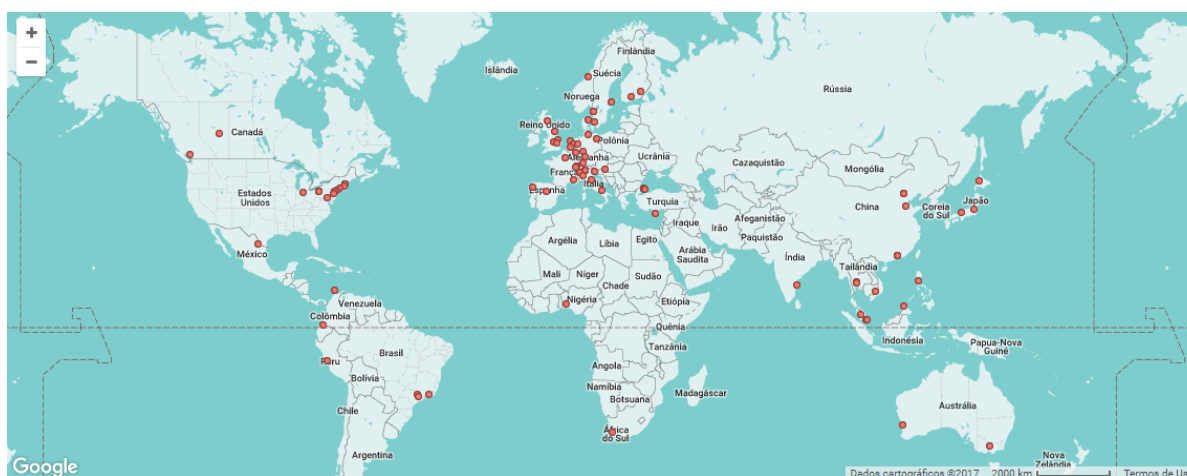 +
−
Finlândia
Islândia
Suécia
Rússia
Noruega
Canadá
Reino Unido
Polônia
Alemanha
Ucrânia
Cazaquistão
Mongólia
França
Estados
Unidos
Espanha
Itália
Turquia
China
Coreia
do Sul
Japão
Afeganistão
Iraque
Irã
Paquistão
Argélia
Líbia
Egito
Arábia
Saudita
México
Índia
Tailândia
Mali
Níger
Sudão
Chade
Nigéria
Etiópia
Venezuela
Colômbia
Quênia
Indonésia
Papua-Nova
Guiné
Tanzânia
Peru
Brasil
Angola
Bolívia
Namíbia
Botsuana
Madagáscar
Chile
Austrália
África
do Sul
Argentina
Nova
Zelândia
Google
Dados cartográficos ©2017
2000 km
Termos de Us